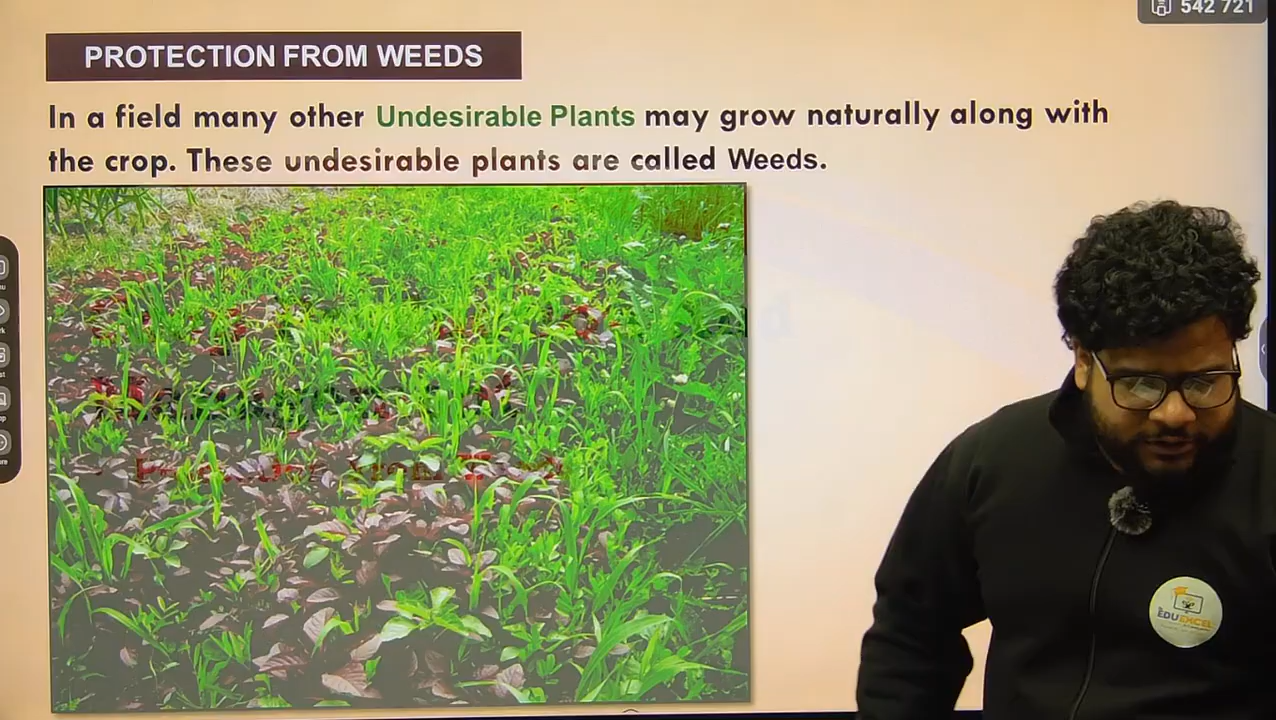 542 721
PROTECTION FROM WEEDS
In a field many other Undesirable Plants may grow naturally along with
the crop. These undesirable plants are called Weeds.
EDUEXCEL